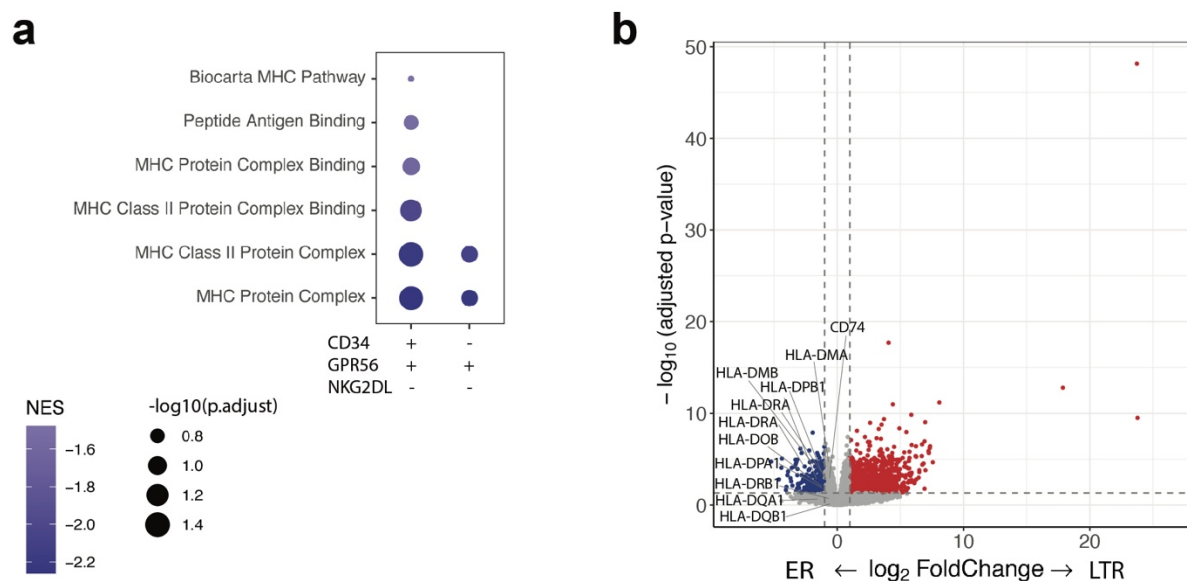 a
Biocarta MHC Pathway
Peptide Antigen Binding
MHC Protein Complex Binding
MHC Class II Protein Complex Binding
MHC Class II Protein Complex
MHC Protein Complex
CD34 + -
GPR56 + +
NKG2DL - -
NES
−1.6
−1.8
−2.0
−2.2
-log10(p.adjust)
0.8
1.0
1.2
1.4
b
− log10 (adjusted p-value)
50
40
30
20
10
0
CD74
HLA-DMA
HLA-DMB
HLA-DPB1
HLA-DRA
HLA-DRA
HLA-DOB
HLA-DPA1
HLA-DRB1
HLA-DQA1
HLA-DQB1
0 10 20
ER ← log2 FoldChange → LTR